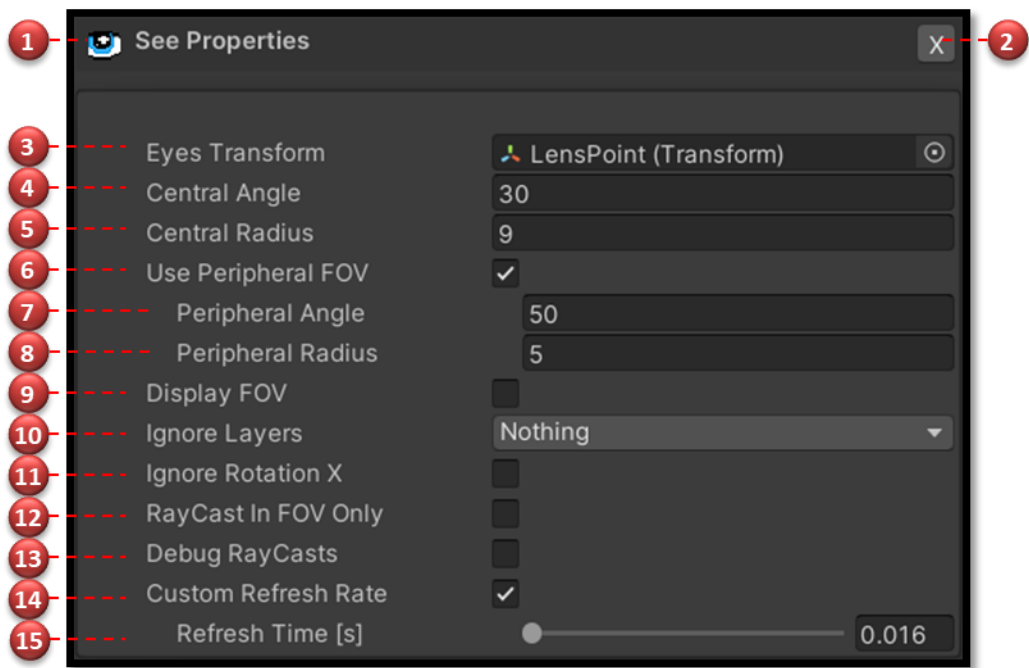 1 See Properties X 2
3 Eyes Transform LensPoint (Transform)
4 Central Angle 30
5 Central Radius 9
6 Use Peripheral FOV
7 Peripheral Angle 50
8 Peripheral Radius 5
9 Display FOV
10 Ignore Layers Nothing
11 Ignore Rotation X
12 RayCast In FOV Only
13 Debug RayCasts
14 Custom Refresh Rate
15 Refresh Time [s] 0.016